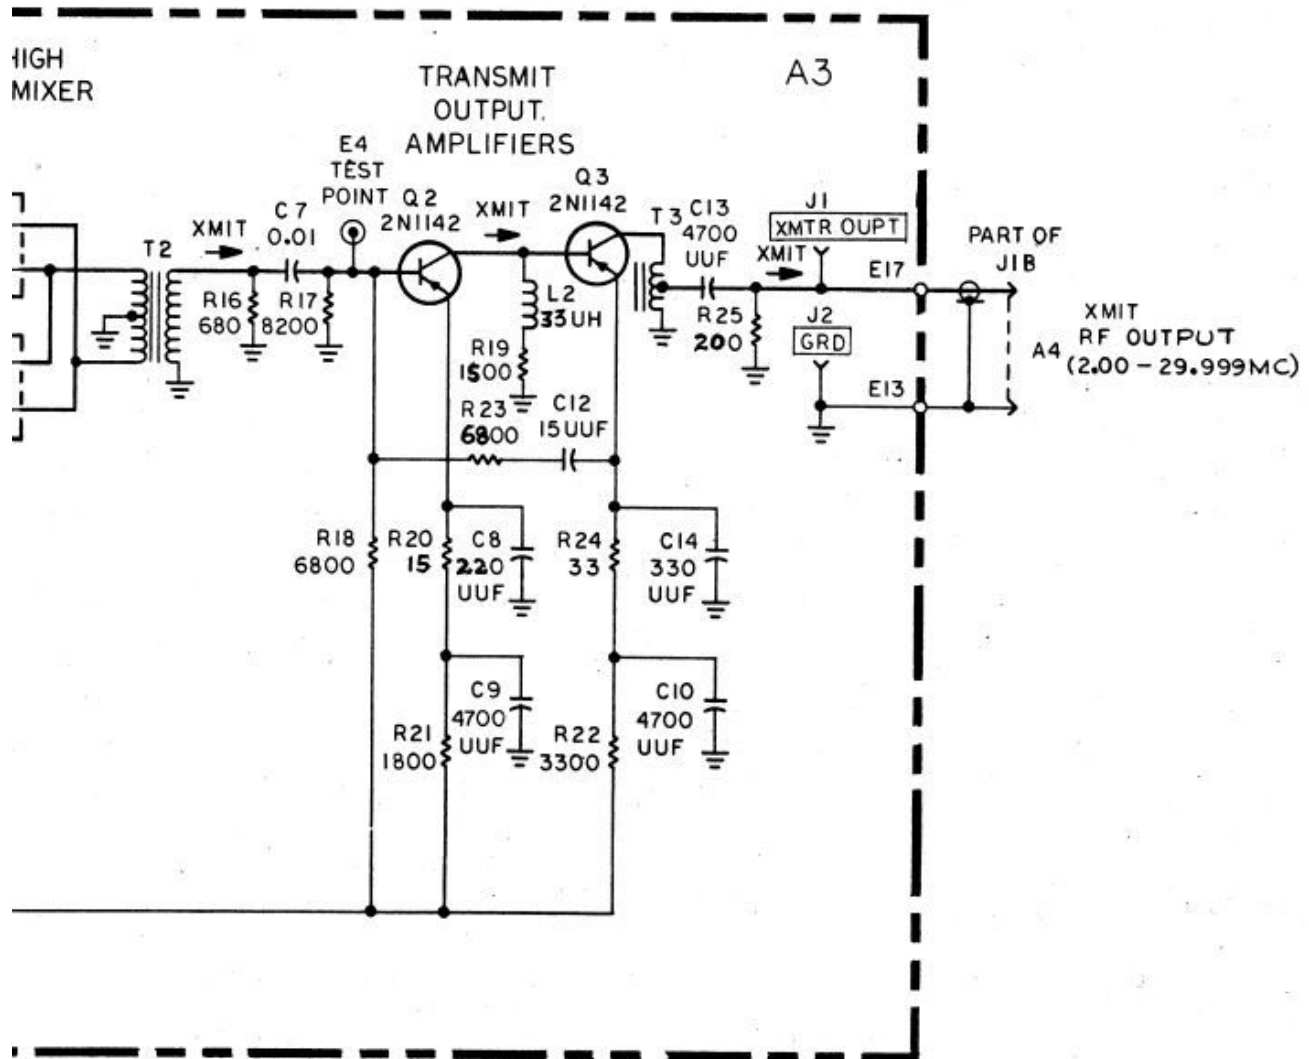 HIGH
MIXER
TRANSMIT
OUTPUT.
AMPLIFIERS
A3
E4
TEST
POINT
Q2
2N1142
XMIT
Q3
2N1142
T2
XMIT
C7
0.01
T3
C13
4700
UUF
J1
XMTR OUPT
XMIT
E17
PART OF
J1B
R16
680
R17
8200
L2
33UH
R19
1500
R25
200
J2
GRD
E13
A4
XMIT
RF OUTPUT
(2.00-29.999MC)
R23
6800
C12
15UUF
R18
6800
R20
15
C8
220
UUF
R24
33
C14
330
UUF
R21
1800
C9
4700
UUF
R22
3300
C10
4700
UUF